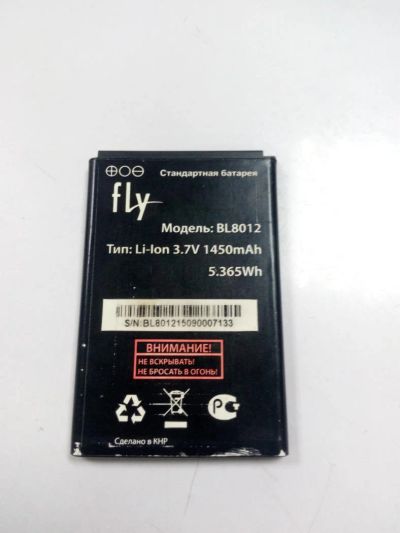 Стандартная батарея
fly
Модель: BL8012
Тип: Li-Ion 3.7V 1450mAh
5.365Wh
S/N:BL801215090007133
ВНИМАНИЕ!
НЕ ВСКРЫВАТЬ!
НЕ БРОСАТЬ В ОГОНЬ!
Сделано в КНР